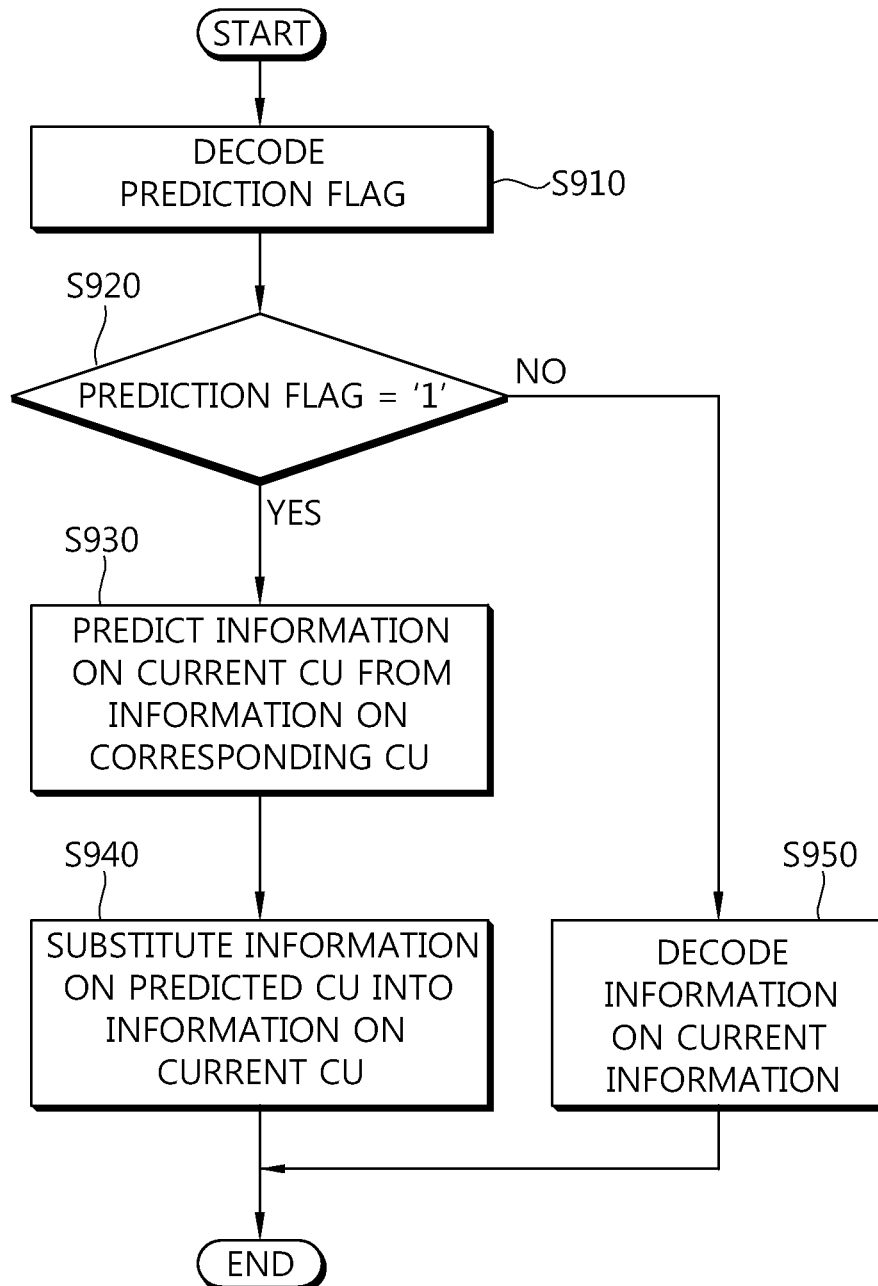 START
DECODE
PREDICTION FLAG
S910
S920
PREDICTION FLAG = '1'
NO
YES
S930
PREDICT INFORMATION
ON CURRENT CU FROM
INFORMATION ON
CORRESPONDING CU
S940
SUBSTITUTE INFORMATION
ON PREDICTED CU INTO
INFORMATION ON
CURRENT CU
S950
DECODE
INFORMATION
ON CURRENT
INFORMATION
END